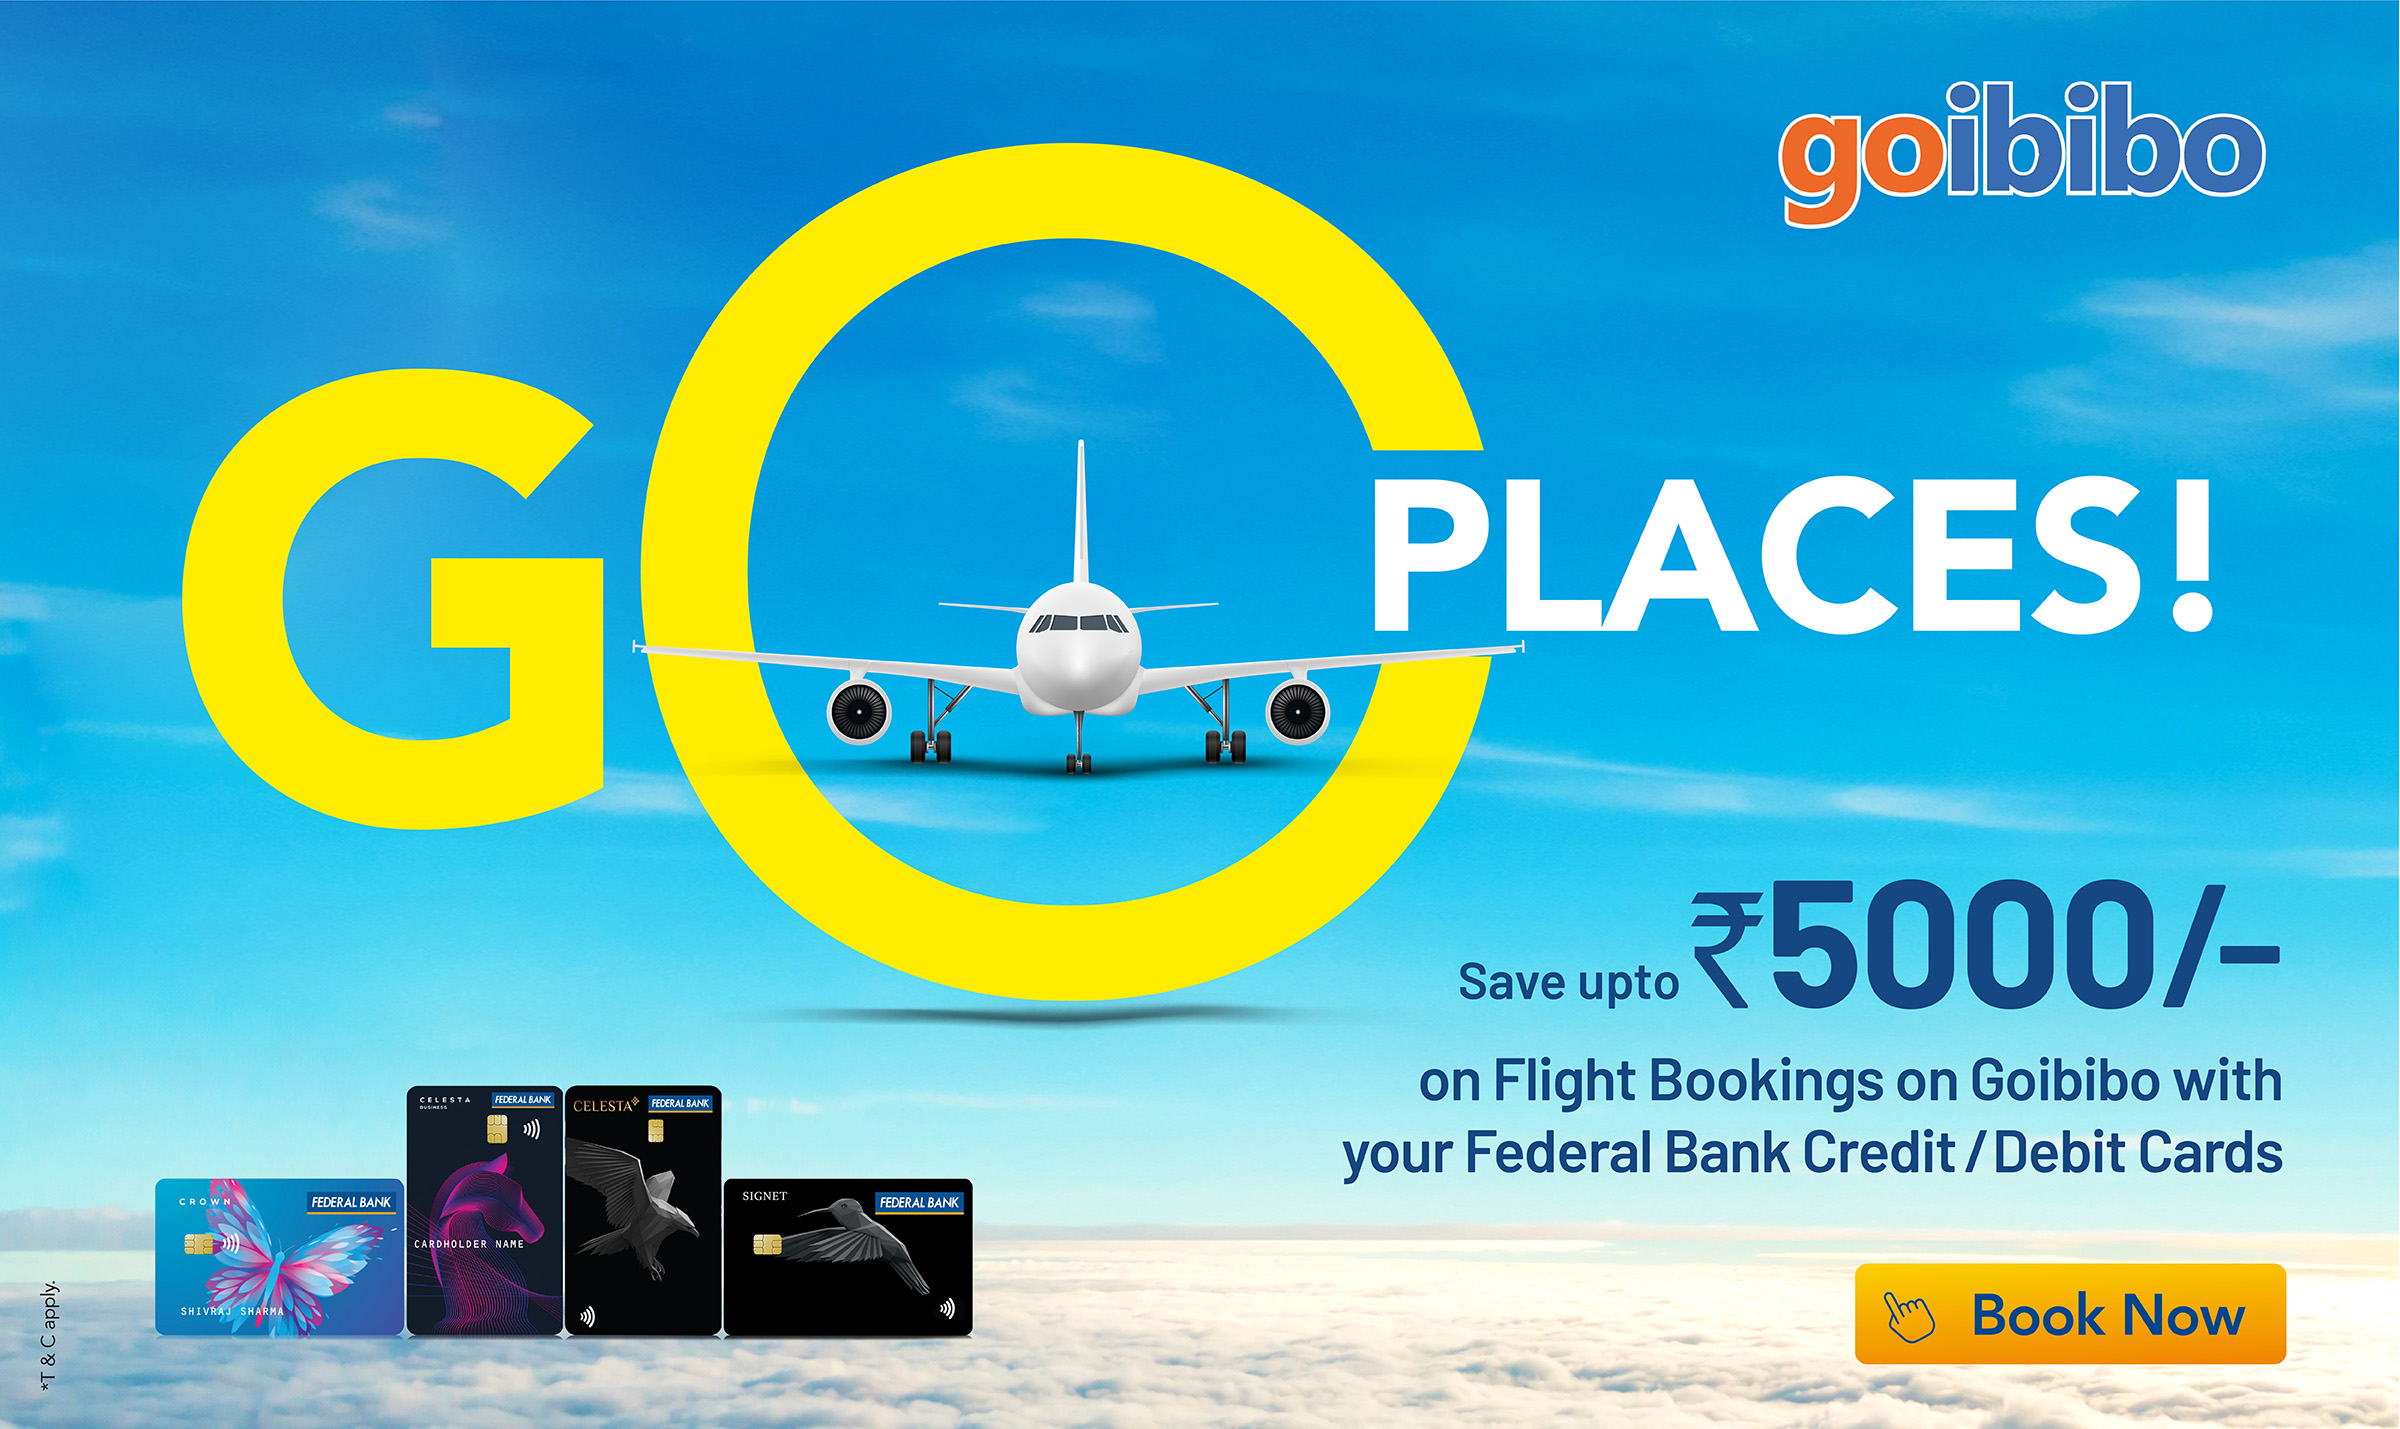 goibibo
GO PLACES!
Save upto ₹5000/-
on Flight Bookings on Goibibo with
your Federal Bank Credit / Debit Cards
Book Now
CROWN
FEDERAL BANK
SHIVRAJ SHARMA
CELESTA
BUSINESS
FEDERAL BANK
CARDHOLDER NAME
CELESTA
FEDERAL BANK
SIGNET
FEDERAL BANK
*T & C apply.